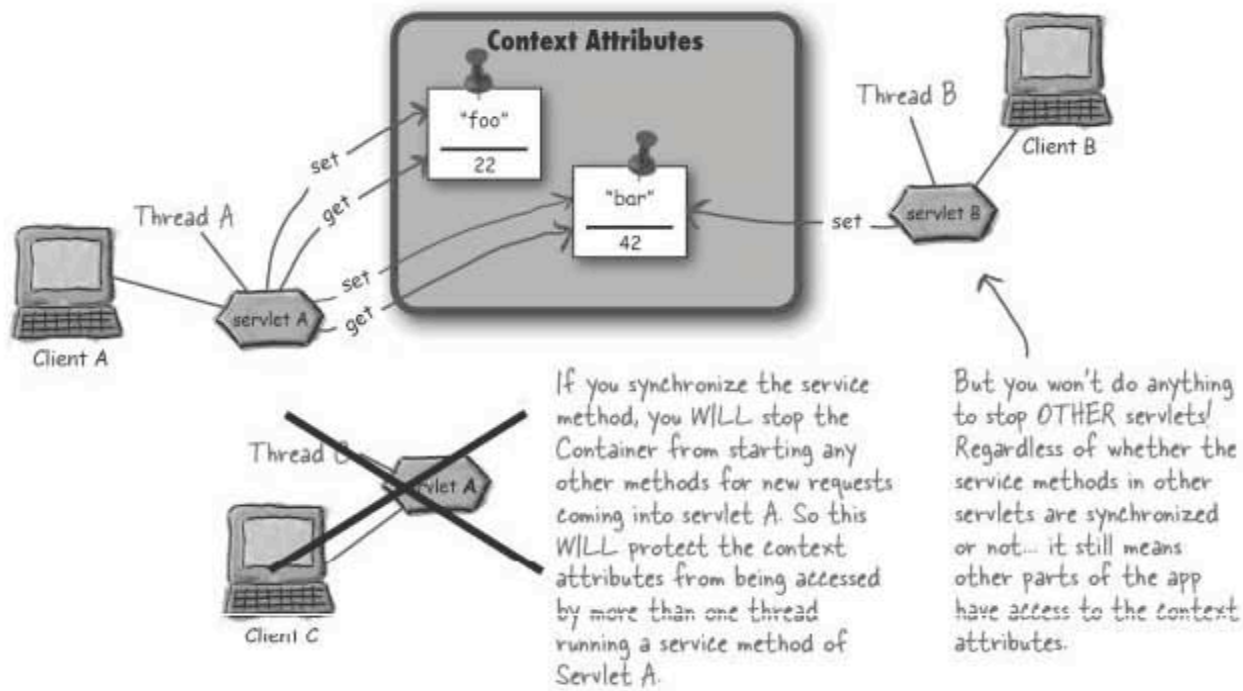 Context Attributes
"foo"
22
"bar"
42
set
get
set
get
set
Thread A
servlet A
Client A
Thread B
servlet B
Client B
Thread
servlet A
Client C
If you synchronize the service
method, you WILL stop the
Container from starting any
other methods for new requests
coming into servlet A. So this
WILL protect the context
attributes from being accessed
by more than one thread
running a service method of
Servlet A.
But you won't do anything
to stop OTHER servlets!
Regardless of whether the
service methods in other
servlets are synchronized
or not... it still means
other parts of the app
have access to the context
attributes.